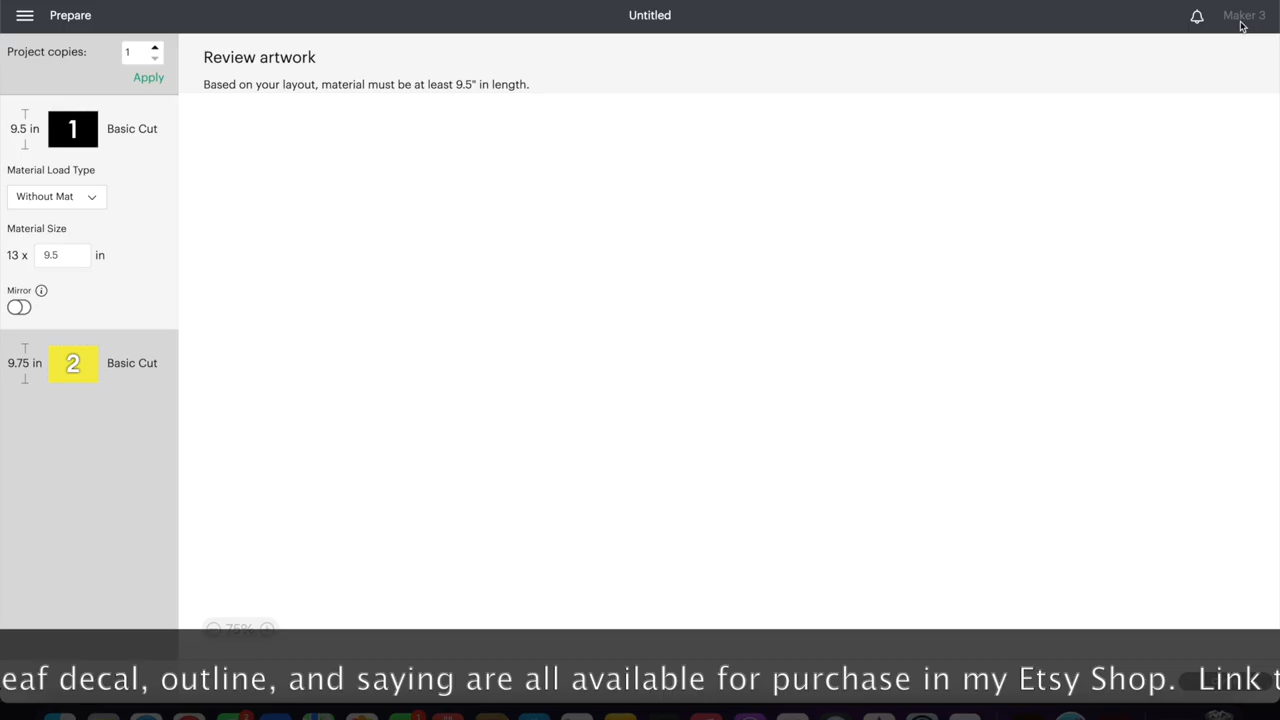 Prepare
Untitled
Maker 3
Project copies:
1
Apply
Review artwork
Based on your layout, material must be at least 9.5" in length.
9.5 in
1
Basic Cut
Material Load Type
Without Mat
Material Size
13 x
9.5
in
Mirror
9.75 in
2
Basic Cut
75%
eaf decal, outline, and saying are all available for purchase in my Etsy Shop. Link t